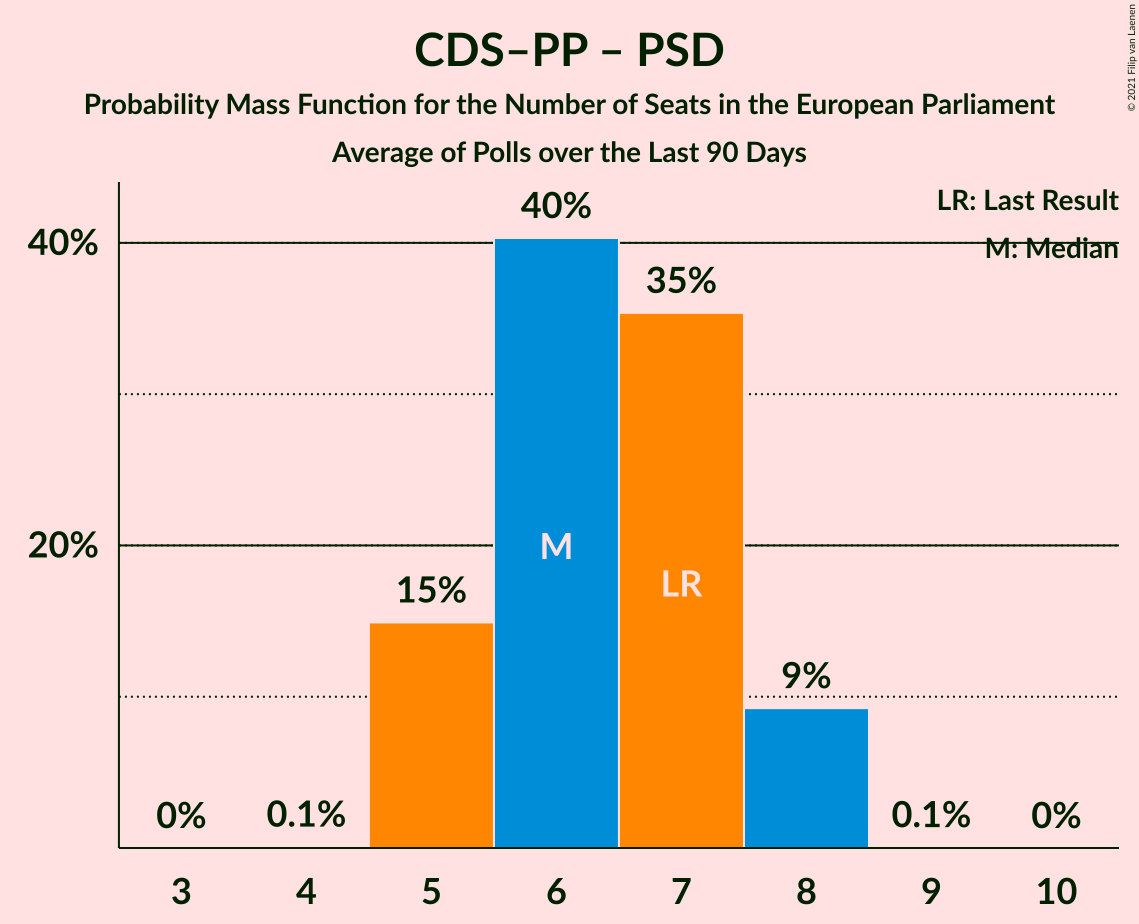 CDS–PP – PSD
Probability Mass Function for the Number of Seats in the European Parliament
Average of Polls over the Last 90 Days
© 2021 Filip van Laenen
LR: Last Result
M: Median
40%
20%
0%
0.1%
15%
40%
35%
9%
0.1%
0%
M
LR
3 4 5 6 7 8 9 10